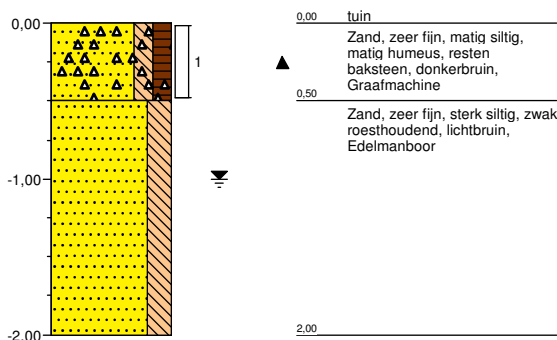 0,00
-1,00
-2,00
1
0,00
tuin
Zand, zeer fijn, matig siltig,
matig humeus, resten
baksteen, donkerbruin,
Graafmachine
0,50
Zand, zeer fijn, sterk siltig, zwak
roesthoudend, lichtbruin,
Edelmanboor
2,00